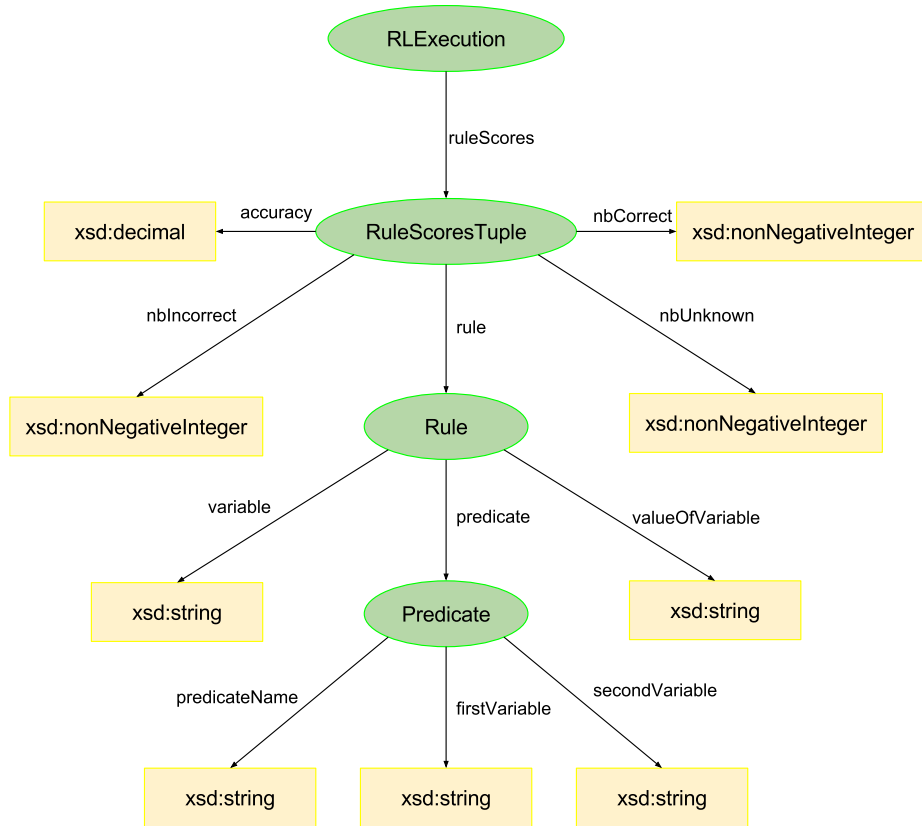 RLExecution
ruleScores
accuracy
nbCorrect
xsd:decimal
RuleScoresTuple
xsd:nonNegativeInteger
nbIncorrect
rule
nbUnknown
xsd:nonNegativeInteger
Rule
xsd:nonNegativeInteger
variable
predicate
valueOfVariable
xsd:string
Predicate
xsd:string
predicateName
firstVariable
secondVariable
xsd:string
xsd:string
xsd:string